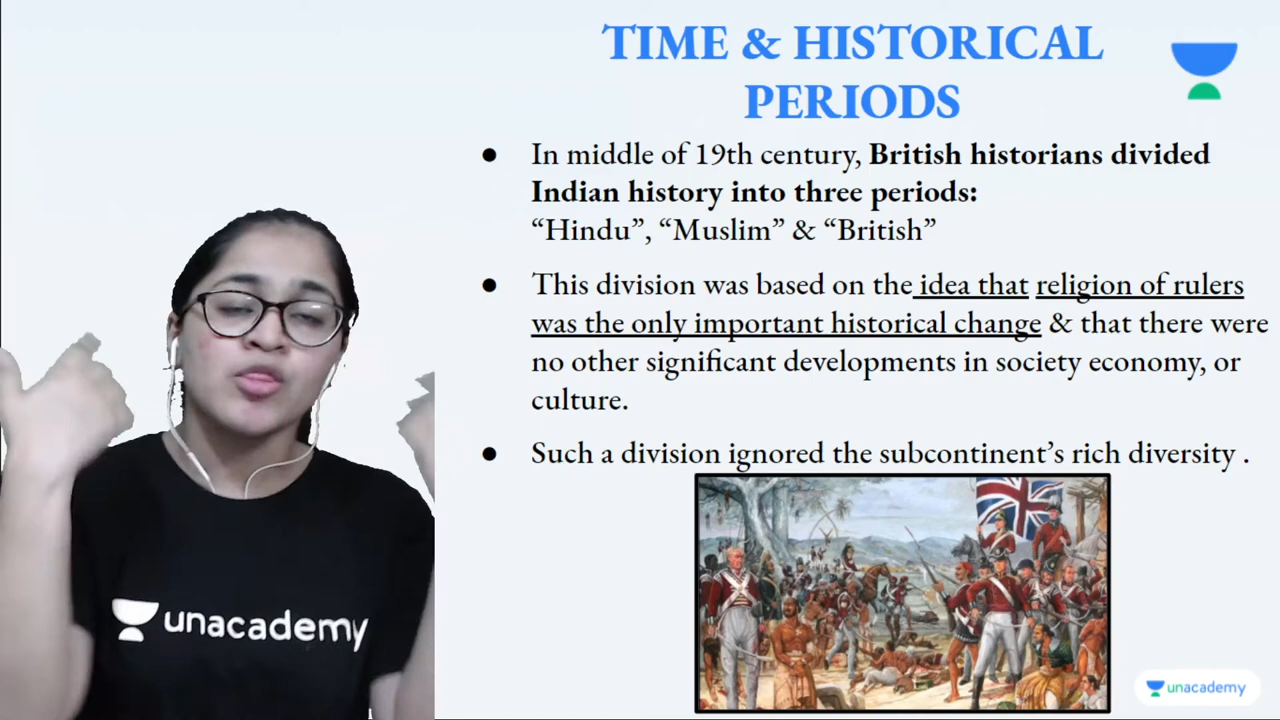 TIME & HISTORICAL
PERIODS
● In middle of 19th century, British historians divided
Indian history into three periods:
“Hindu”, “Muslim” & “British”
● This division was based on the idea that religion of rulers
was the only important historical change & that there were
no other significant developments in society economy, or
culture.
● Such a division ignored the subcontinent’s rich diversity .
unacademy
unacademy